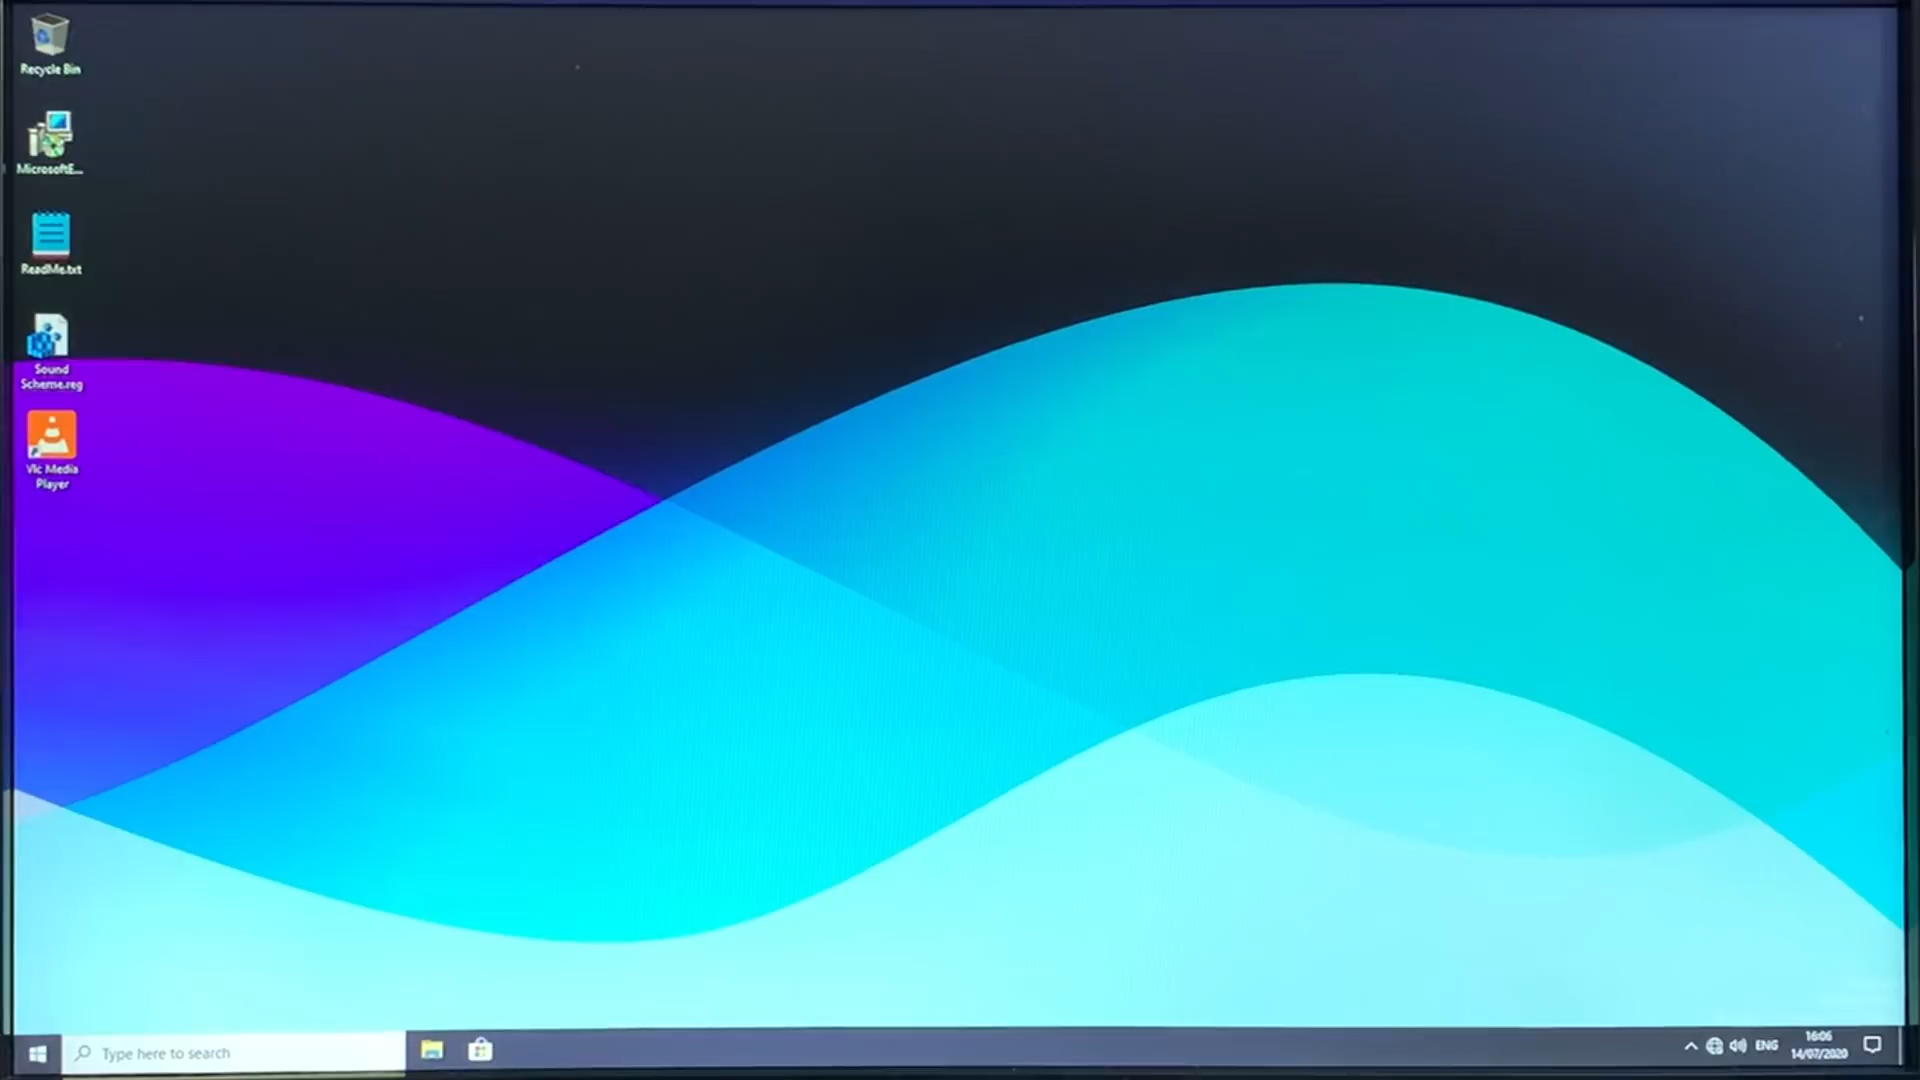 Recycle Bin
MicrosoftE...
ReadMe.txt
Sound
Scheme.reg
Vlc Media
Player
Type here to search
ENG
16:05
14/07/2020